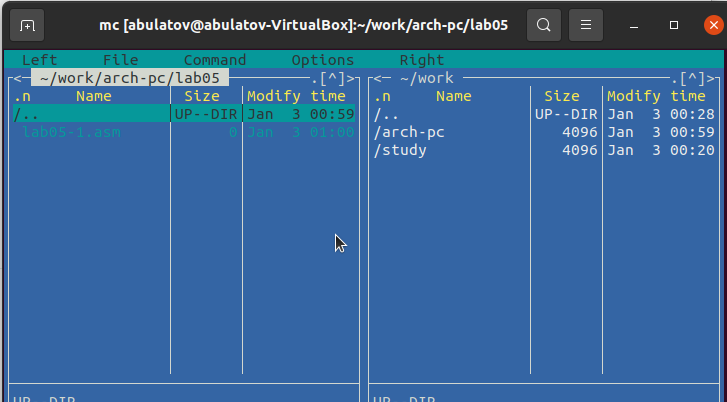 mc [abulatov@abulatov-VirtualBox]:~/work/arch-pc/lab05
Left File Command Options Right
<─ ~/work/arch-pc/lab05 .[^]>
.n Name Size Modify time
/.. UP--DIR Jan 3 00:59
lab05-1.asm 0 Jan 3 01:00
UP--DIR
<─ ~/work .[^]>
.n Name Size Modify time
/.. UP--DIR Jan 3 00:28
/arch-pc 4096 Jan 3 00:59
/study 4096 Jan 3 00:20
UP--DIR